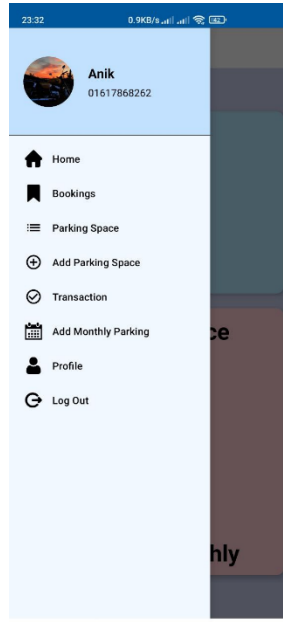 23:32 0.9KB/s 42
Anik
01617868262
Home
Bookings
Parking Space
ce
Add Parking Space
Transaction
Add Monthly Parking
Profile
Log Out
hly